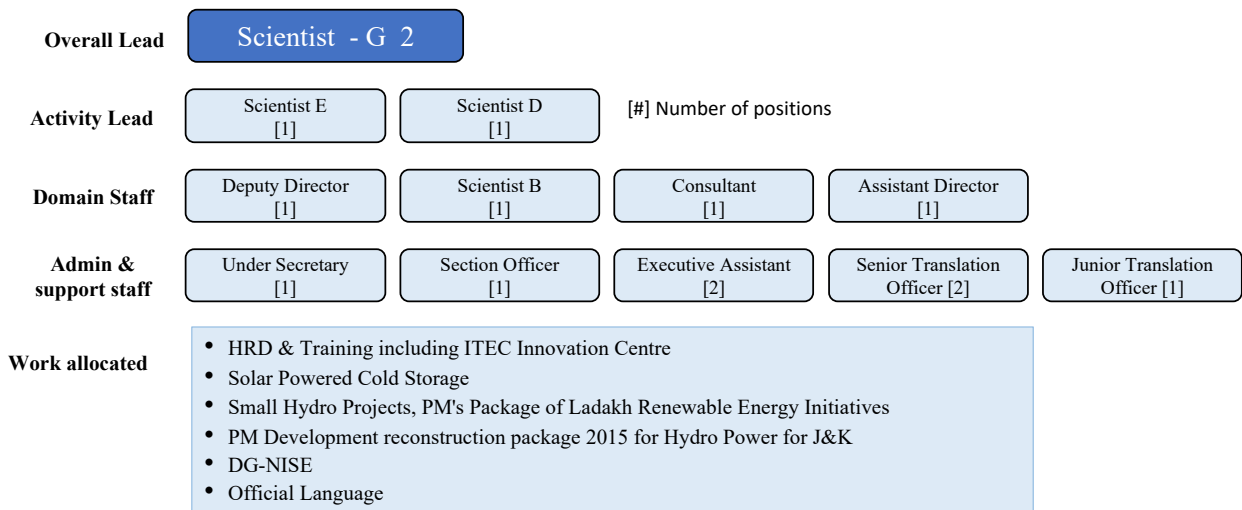 Overall Lead
Scientist - G 2
Activity Lead
Scientist E
[1]
Scientist D
[1]
[#] Number of positions
Domain Staff
Deputy Director
[1]
Scientist B
[1]
Consultant
[1]
Assistant Director
[1]
Admin &
support staff
Under Secretary
[1]
Section Officer
[1]
Executive Assistant
[2]
Senior Translation
Officer [2]
Junior Translation
Officer [1]
Work allocated
• HRD & Training including ITEC Innovation Centre
• Solar Powered Cold Storage
• Small Hydro Projects, PM's Package of Ladakh Renewable Energy Initiatives
• PM Development reconstruction package 2015 for Hydro Power for J&K
• DG-NISE
• Official Language